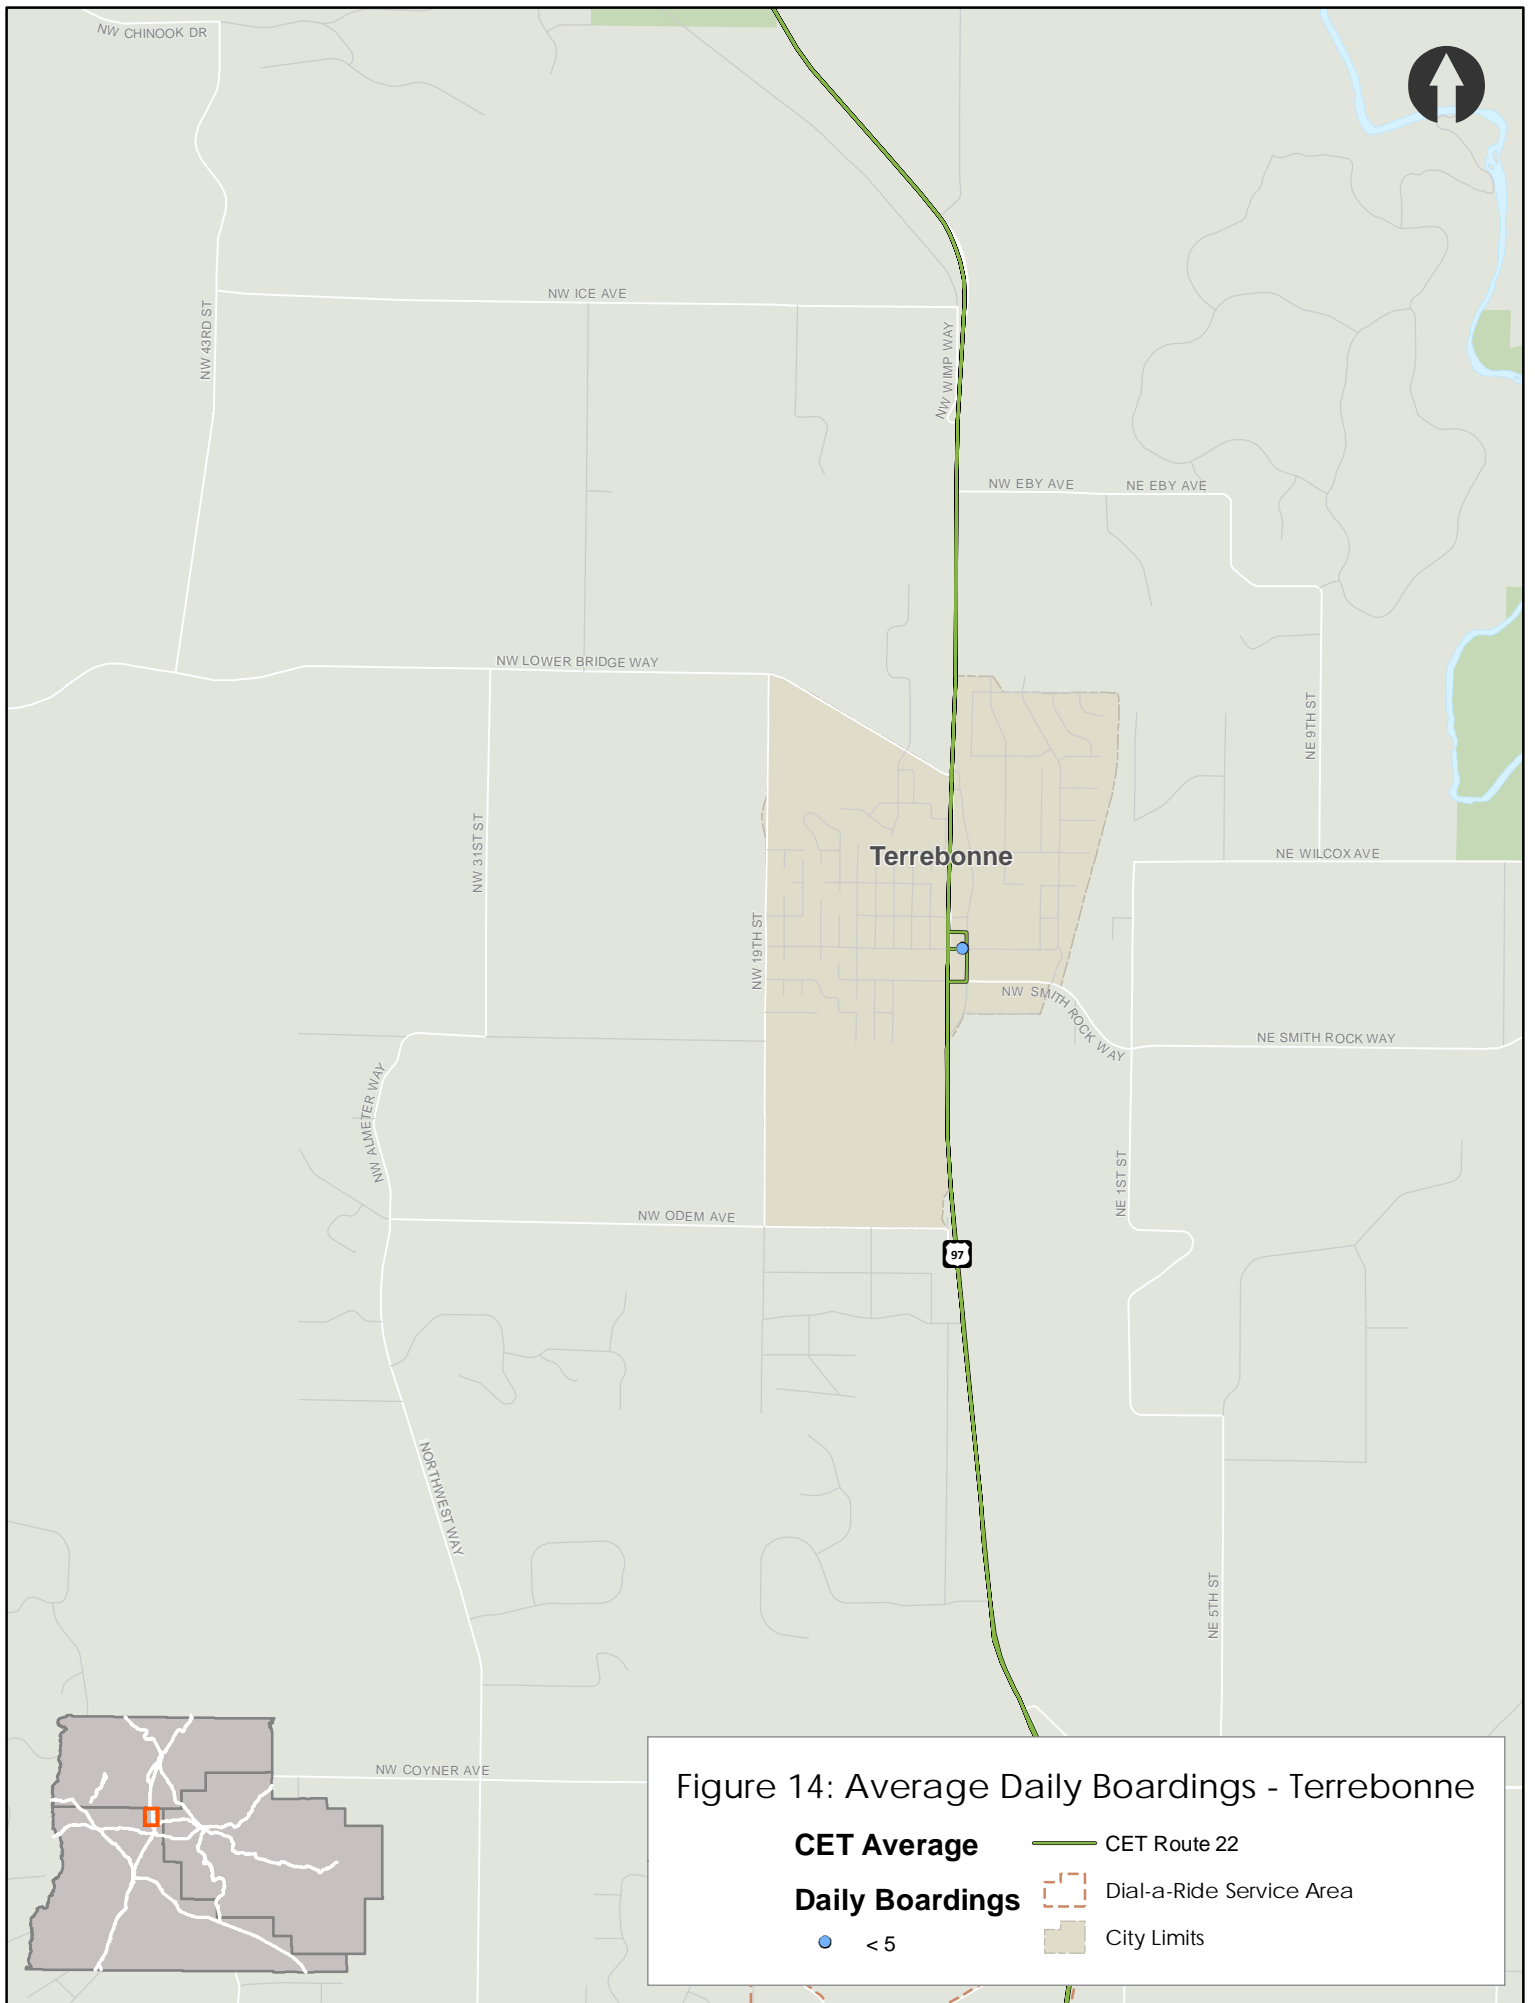 NW CHINOOK DR
NW ICE AVE
NW 43RD ST
NW WIMP WAY
NW EBY AVE
NE EBY AVE
NW LOWER BRIDGE WAY
NE 9TH ST
NW 31ST ST
Terrebonne
NE WILCOX AVE
NW 19TH ST
NW SMITH ROCK WAY
NE SMITH ROCK WAY
NW ALMETER WAY
NE 1ST ST
NW ODEM AVE
97
NORTHWEST WAY
NE 5TH ST
NW COYNER AVE
Figure 14: Average Daily Boardings - Terrebonne
CET Average
Daily Boardings
< 5
CET Route 22
Dial-a-Ride Service Area
City Limits